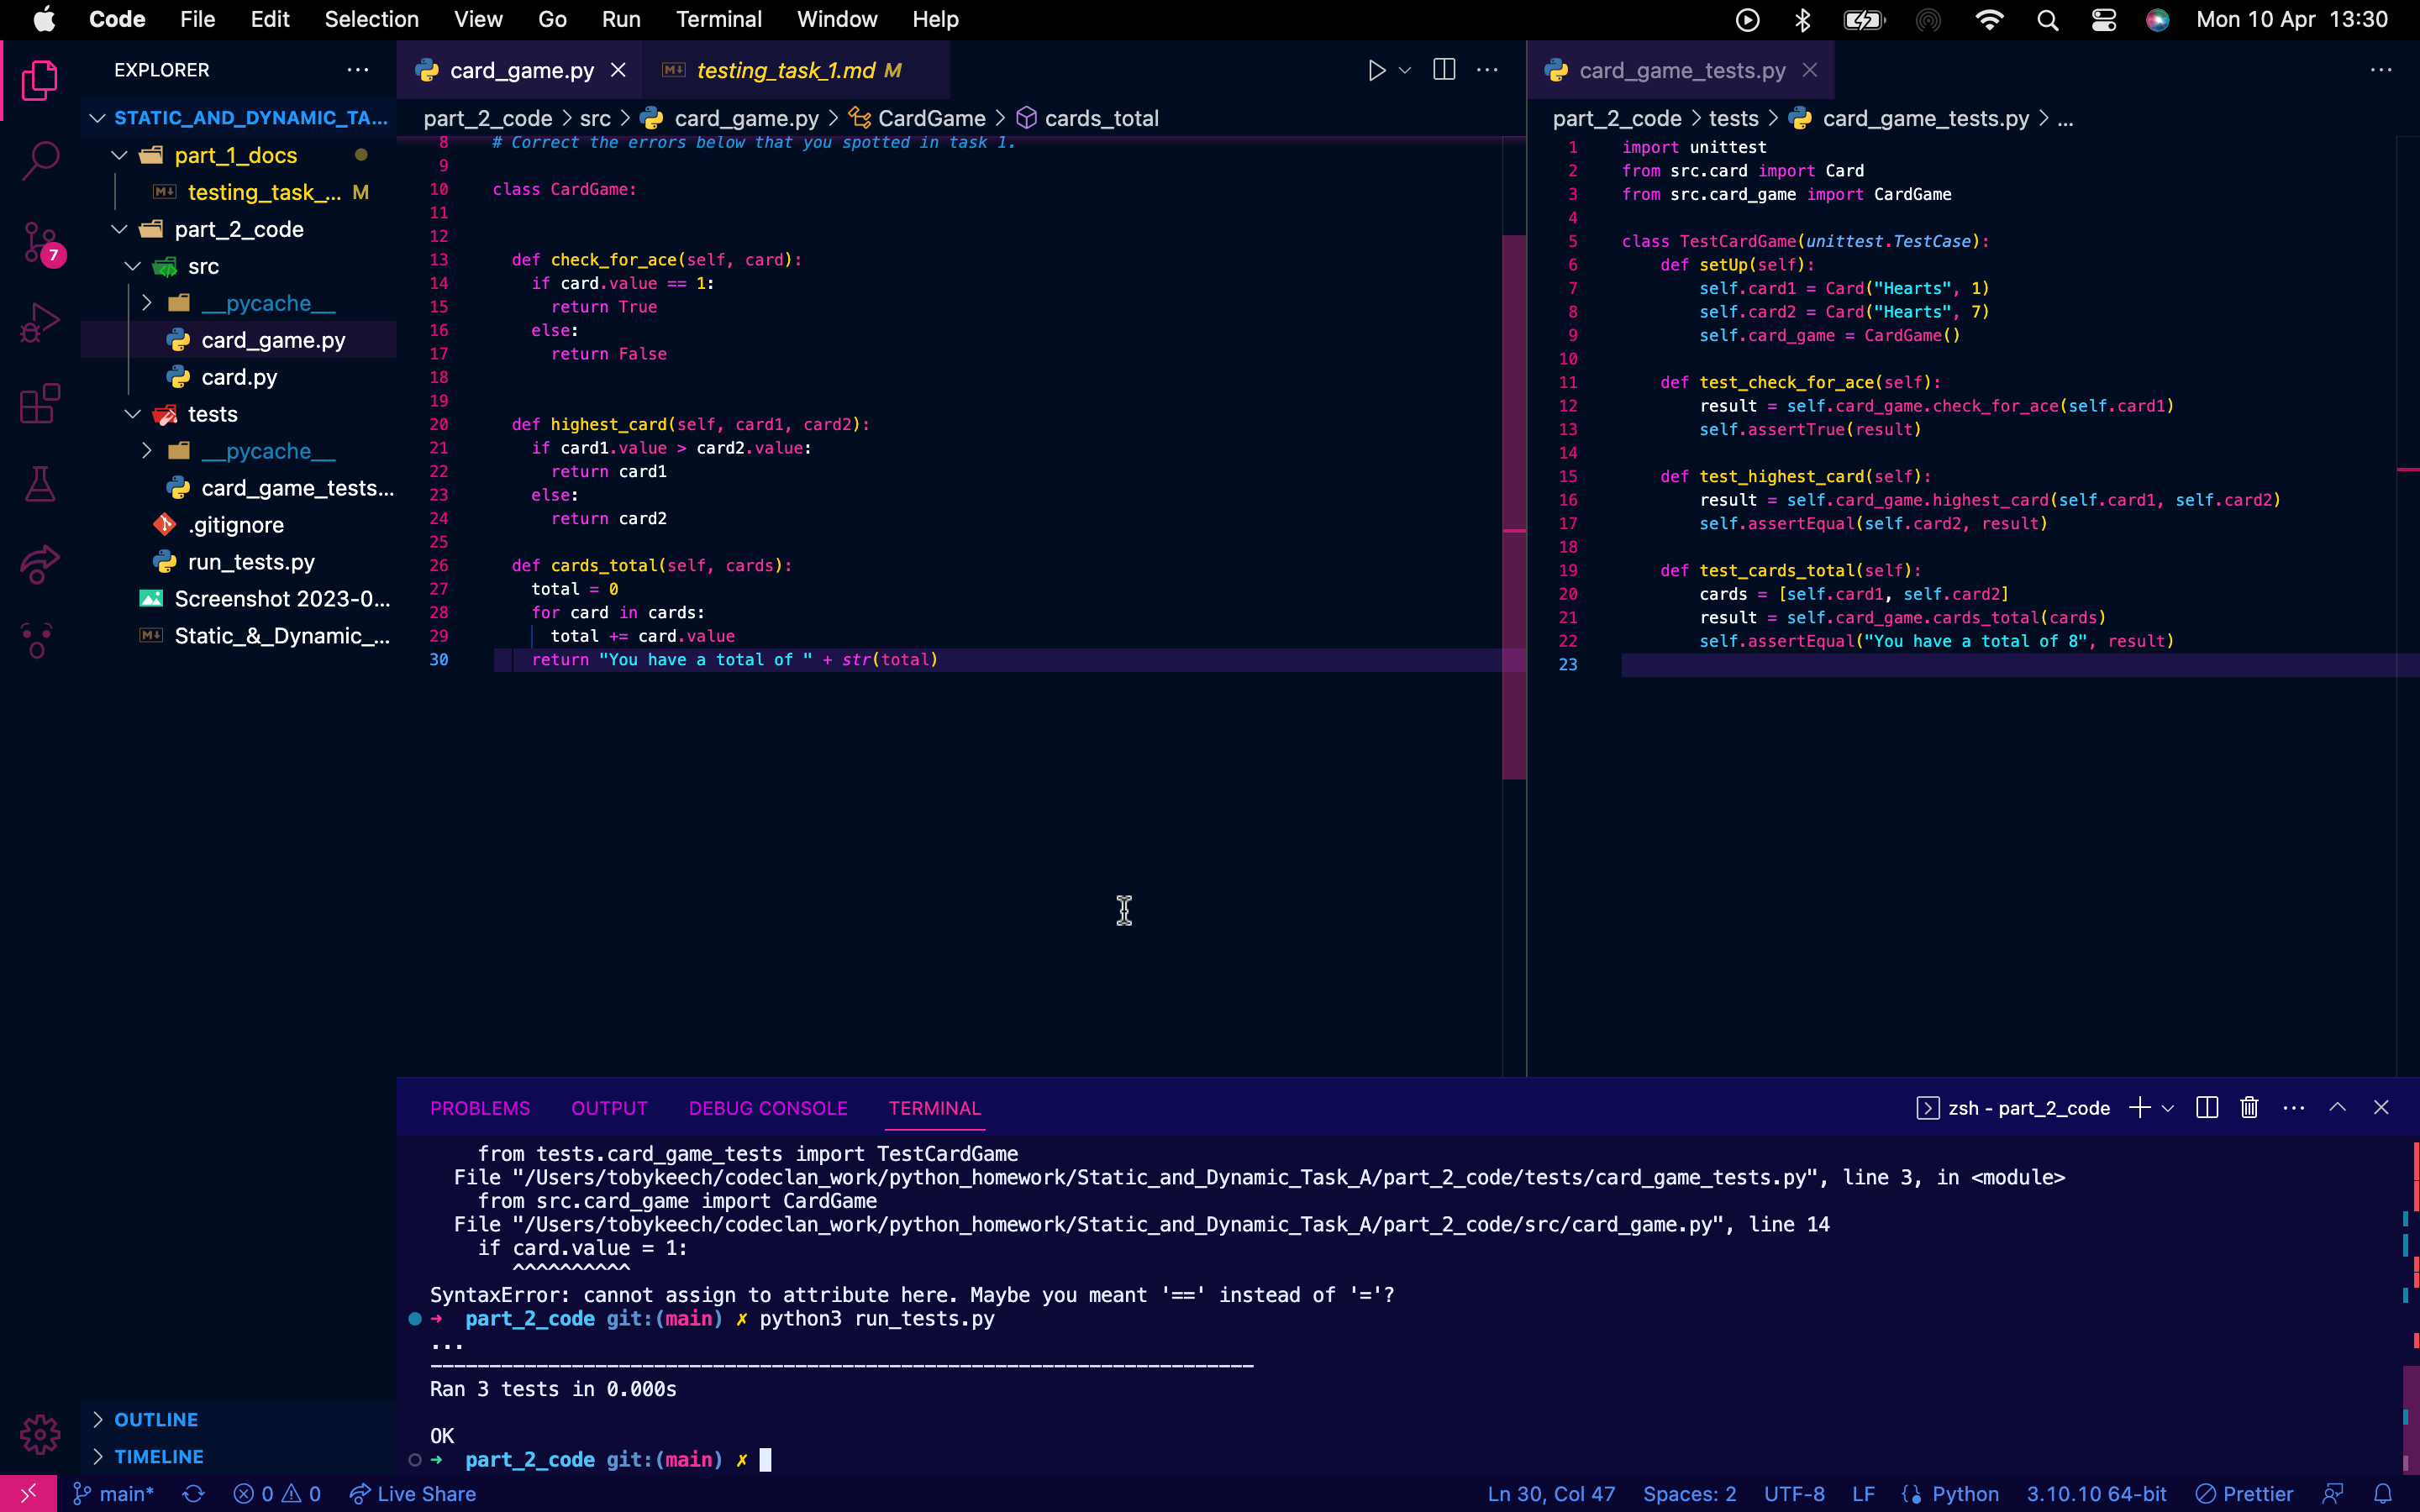 Code File Edit Selection View Go Run Terminal Window Help Mon 10 Apr 13:30
EXPLORER
STATIC_AND_DYNAMIC_TA...
part_1_docs
testing_task_... M
part_2_code
src
__pycache__
card_game.py
card.py
tests
__pycache__
card_game_tests...
.gitignore
run_tests.py
Screenshot 2023-0...
Static_&_Dynamic_...
OUTLINE
TIMELINE
7
card_game.py
testing_task_1.md M
part_2_code > src > card_game.py > CardGame > cards_total
8 # Correct the errors below that you spotted in task 1.
9
10 class CardGame:
11
12
13 def check_for_ace(self, card):
14 if card.value == 1:
15 return True
16 else:
17 return False
18
19
20 def highest_card(self, card1, card2):
21 if card1.value > card2.value:
22 return card1
23 else:
24 return card2
25
26 def cards_total(self, cards):
27 total = 0
28 for card in cards:
29 total += card.value
30 return "You have a total of " + str(total)
card_game_tests.py
part_2_code > tests > card_game_tests.py > ...
1 import unittest
2 from src.card import Card
3 from src.card_game import CardGame
4
5 class TestCardGame(unittest.TestCase):
6 def setUp(self):
7 self.card1 = Card("Hearts", 1)
8 self.card2 = Card("Hearts", 7)
9 self.card_game = CardGame()
10
11 def test_check_for_ace(self):
12 result = self.card_game.check_for_ace(self.card1)
13 self.assertTrue(result)
14
15 def test_highest_card(self):
16 result = self.card_game.highest_card(self.card1, self.card2)
17 self.assertEqual(self.card2, result)
18
19 def test_cards_total(self):
20 cards = [self.card1, self.card2]
21 result = self.card_game.cards_total(cards)
22 self.assertEqual("You have a total of 8", result)
23
PROBLEMS OUTPUT DEBUG CONSOLE TERMINAL zsh - part_2_code
from tests.card_game_tests import TestCardGame
File "/Users/tobykeech/codeclan_work/python_homework/Static_and_Dynamic_Task_A/part_2_code/tests/card_game_tests.py", line 3, in <module>
from src.card_game import CardGame
File "/Users/tobykeech/codeclan_work/python_homework/Static_and_Dynamic_Task_A/part_2_code/src/card_game.py", line 14
if card.value = 1:
^^^^^^^^^^
SyntaxError: cannot assign to attribute here. Maybe you meant '==' instead of '='?
➜ part_2_code git:(main) ✗ python3 run_tests.py
...
----------------------------------------------------------------------
Ran 3 tests in 0.000s

OK
➜ part_2_code git:(main) ✗
main* 0 0 Live Share Ln 30, Col 47 Spaces: 2 UTF-8 LF Python 3.10.10 64-bit Prettier